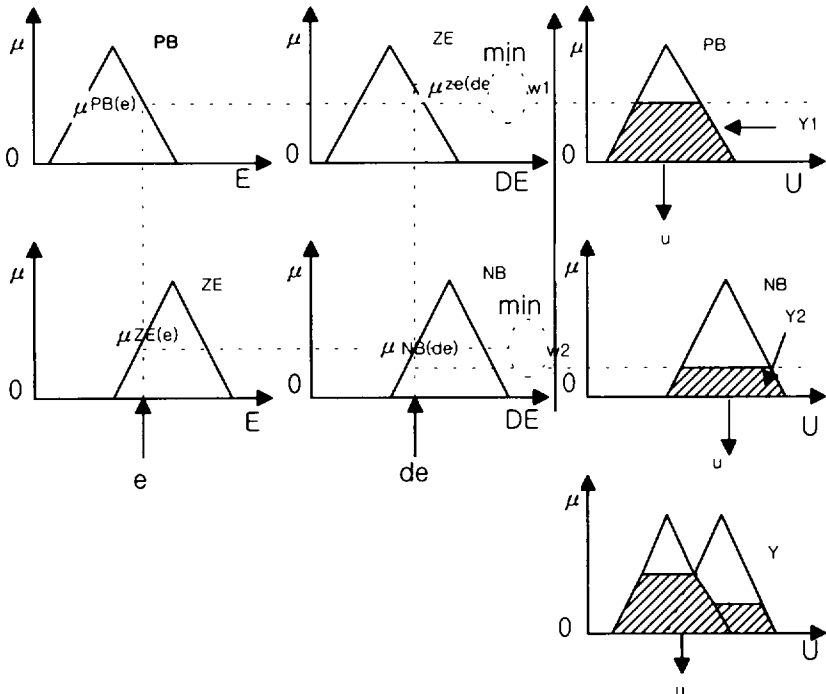 μ PB μ ZE min μ PB
μPB(e) μze(de w1 Y1
0 E 0 DE 0 U
u
μ ZE μ NB min μ NB
μZE(e) μNB(de) w2 Y2
0 E 0 DE 0 U
e de u
μ Y
0 U
u